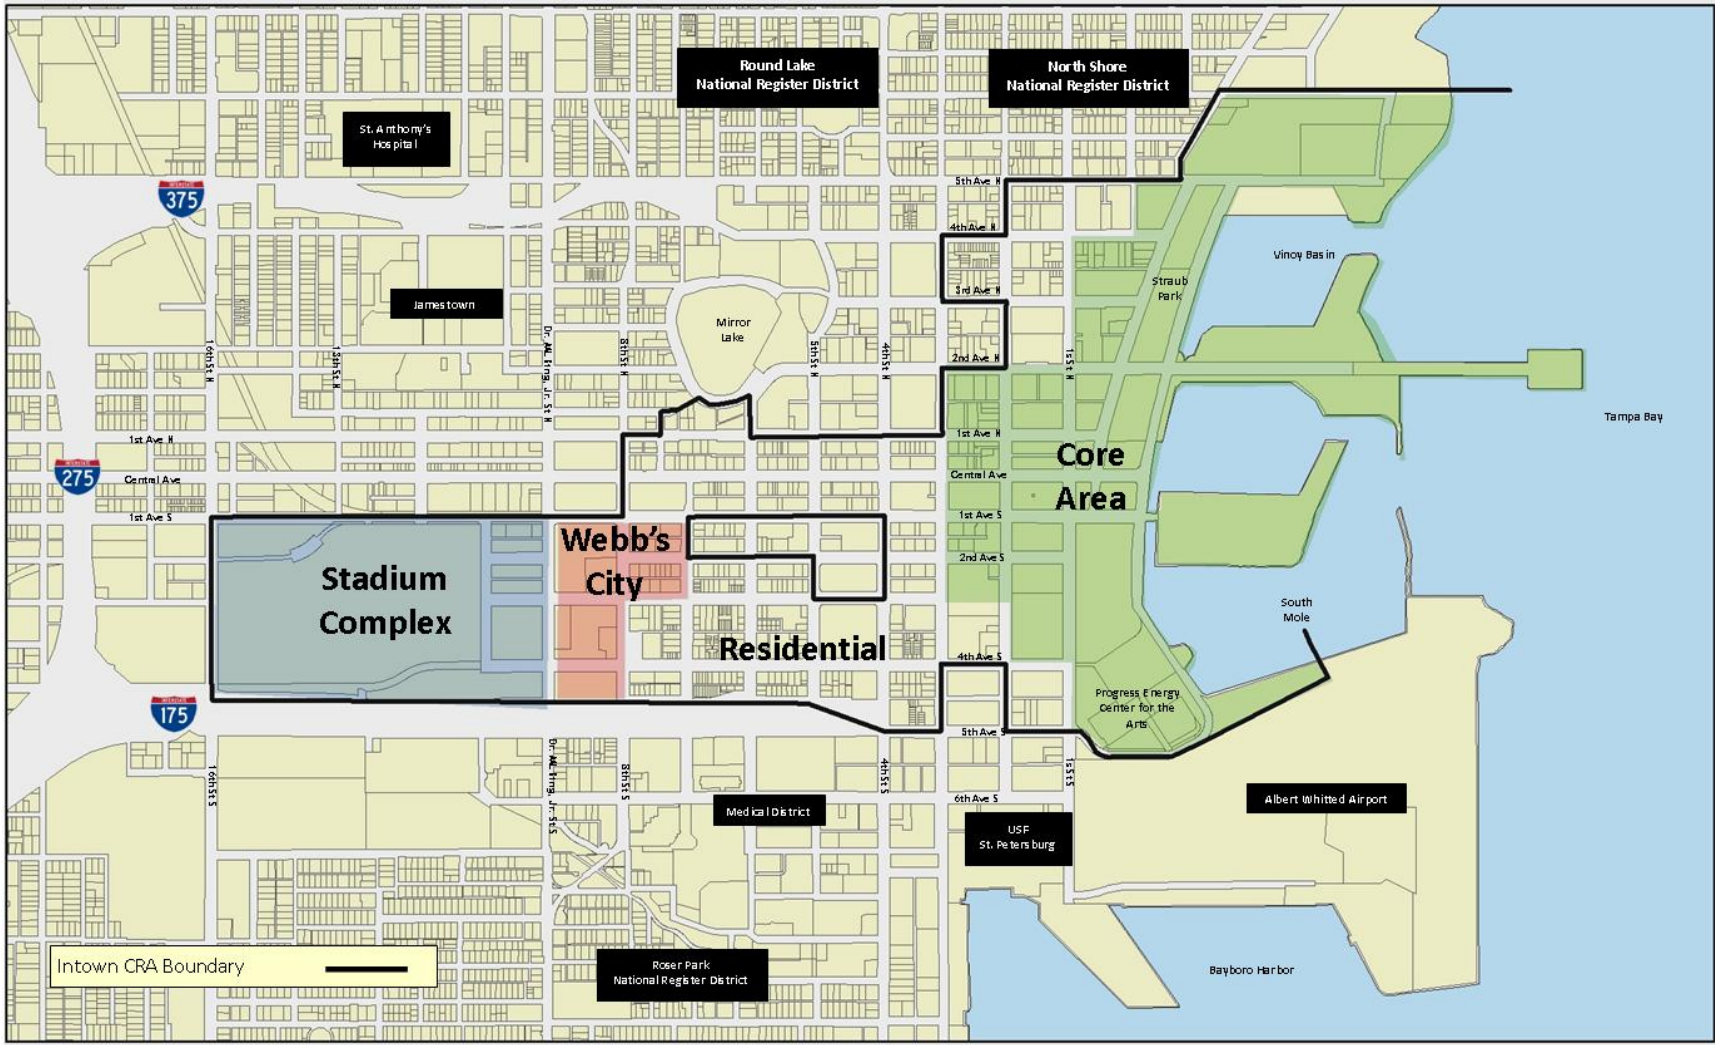 Round Lake
National Register District
North Shore
National Register District
St. Anthony's
Hospital
INTERSTATE
375
5th Ave N
4th Ave N
Vinoy Basin
Straub
Park
3rd Ave N
Jamestown
Mirror
Lake
16th St N
13th St N
Dr. ML King, Jr. St N
8th St N
5th St N
4th St N
2nd Ave N
1st St N
Tampa Bay
1st Ave N
1st Ave N
Core
Area
INTERSTATE
275
Central Ave
Central Ave
1st Ave S
1st Ave S
Webb's
City
2nd Ave S
Stadium
Complex
South
Mole
Residential
4th Ave S
Progress Energy
Center for the
Arts
INTERSTATE
175
5th Ave S
16th St S
Dr. ML King, Jr. St S
8th St S
4th St S
1st St S
Medical District
6th Ave S
Albert Whitted Airport
USF
St. Petersburg
Intown CRA Boundary
Roser Park
National Register District
Bayboro Harbor